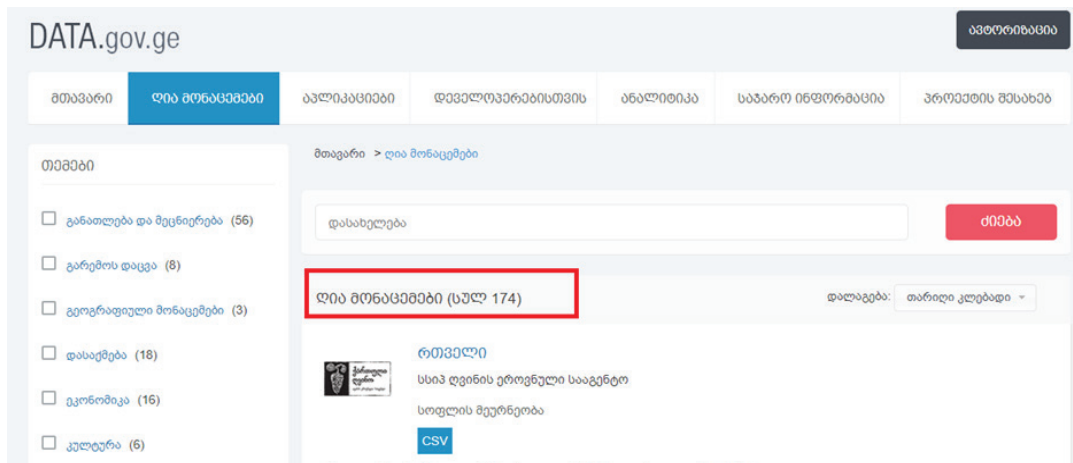 DATA.gov.ge
ავტორიზაცია
მთავარი
ღია მონაცემები
აპლიკაციები
დეველოპერებისთვის
ანალიტიკა
საჯარო ინფორმაცია
პროექტის შესახებ
თემები
განათლება და მეცნიერება (56)
გარემოს დაცვა (8)
გეოგრაფიული მონაცემები (3)
დასაქმება (18)
ეკონომიკა (16)
კულტურა (6)
მთავარი > ღია მონაცემები
დასახელება
ძიება
ღია მონაცემები (სულ 174)
დალაგება: თარიღი კლებადი
ქართული
ღვინო
რთველი
სსიპ ღვინის ეროვნული სააგენტო
სოფლის მეურნეობა
CSV